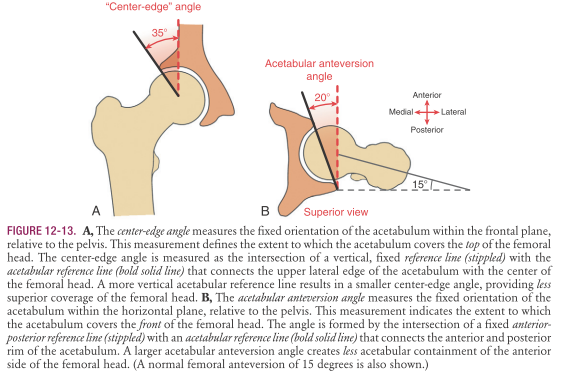 "Center-edge" angle
35°
A
Acetabular anteversion
angle
20°
Anterior
Medial
Lateral
Posterior
15°
B
Superior view
FIGURE 12-13. A, The center-edge angle measures the fixed orientation of the acetabulum within the frontal plane,
relative to the pelvis. This measurement defines the extent to which the acetabulum covers the top of the femoral
head. The center-edge angle is measured as the intersection of a vertical, fixed reference line (stippled) with the
acetabular reference line (bold solid line) that connects the upper lateral edge of the acetabulum with the center of
the femoral head. A more vertical acetabular reference line results in a smaller center-edge angle, providing less
superior coverage of the femoral head. B, The acetabular anteversion angle measures the fixed orientation of the
acetabulum within the horizontal plane, relative to the pelvis. This measurement indicates the extent to which
the acetabulum covers the front of the femoral head. The angle is formed by the intersection of a fixed anterior-
posterior reference line (stippled) with an acetabular reference line (bold solid line) that connects the anterior and posterior
rim of the acetabulum. A larger acetabular anteversion angle creates less acetabular containment of the anterior
side of the femoral head. (A normal femoral anteversion of 15 degrees is also shown.)